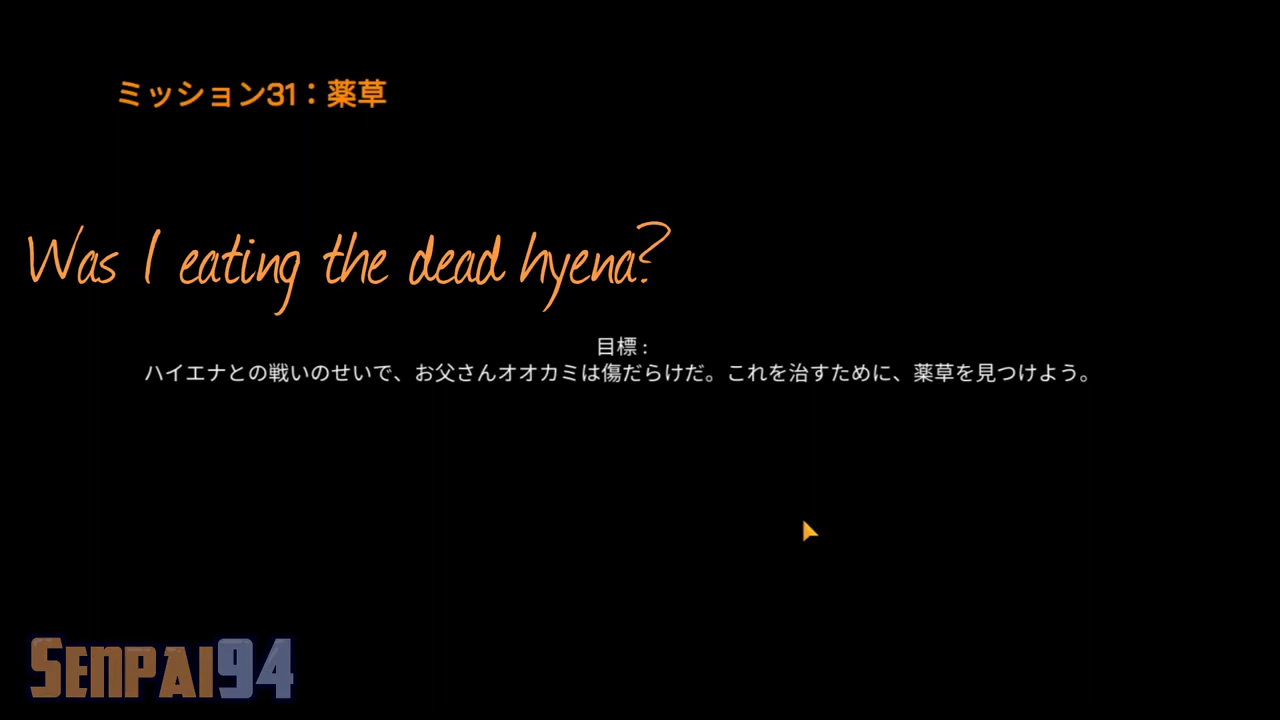 ミッション31：薬草
Was I eating the dead hyena?
目標 :
ハイエナとの戦いのせいで、お父さんオオカミは傷だらけだ。これを治すために、薬草を見つけよう。
SENPAI94